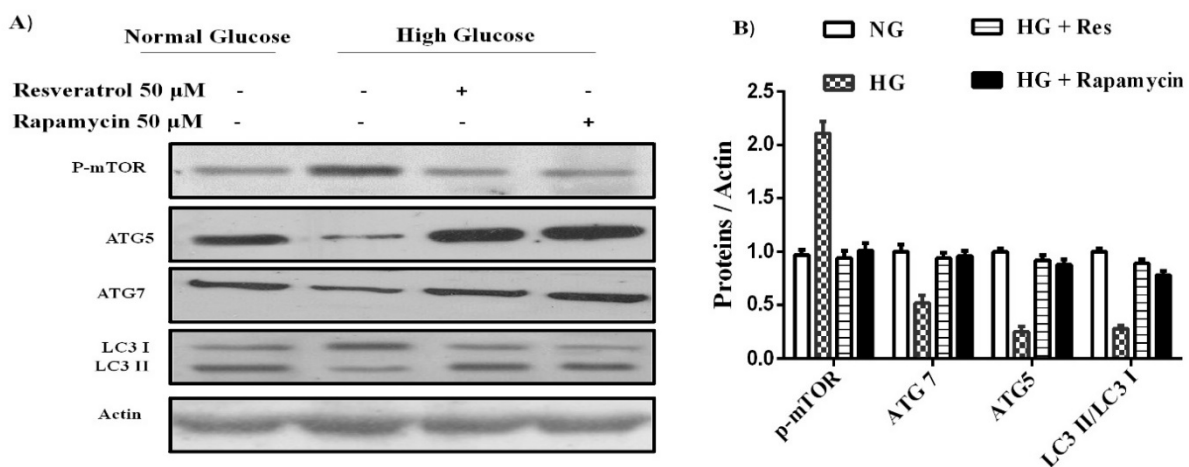 A)
Normal Glucose High Glucose
Resveratrol 50 µM - - + -
Rapamycin 50 µM - - - +
P-mTOR
ATG5
ATG7
LC3 I
LC3 II
Actin
B)
NG HG + Res
HG HG + Rapamycin
Proteins / Actin
2.5
2.0
1.5
1.0
0.5
0.0
p-mTOR
ATG 7
ATG5
LC3 II/LC3 I